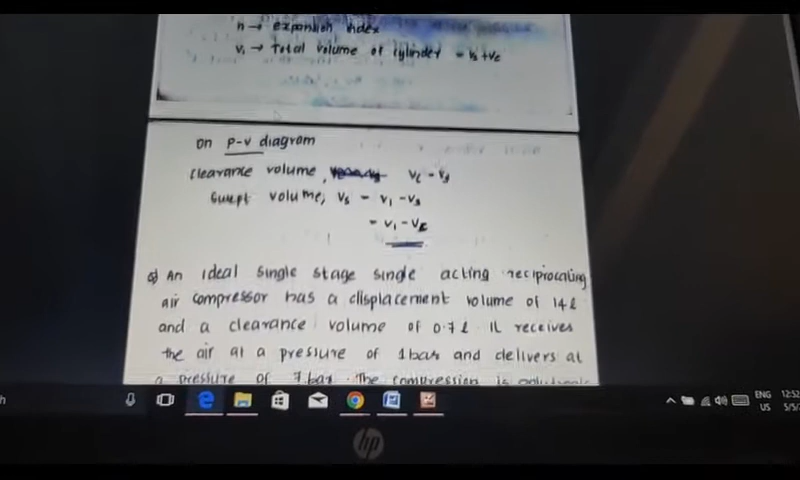 n → expansion index
v₁ → Total volume of cylinder = vs + vc
on p-v diagram
Clearance volume, vc = v3
Swept volume, vs = v1 - v3
= v1 - vc
Q) An ideal single stage single acting reciprocating
air compressor has a displacement volume of 14 l
and a clearance volume of 0.7 l. It receives
the air at a pressure of 1 bar and delivers at
a pressure of 7 bar. The compression is polytropic
h
ENG
12:52
US
5/5/
hp